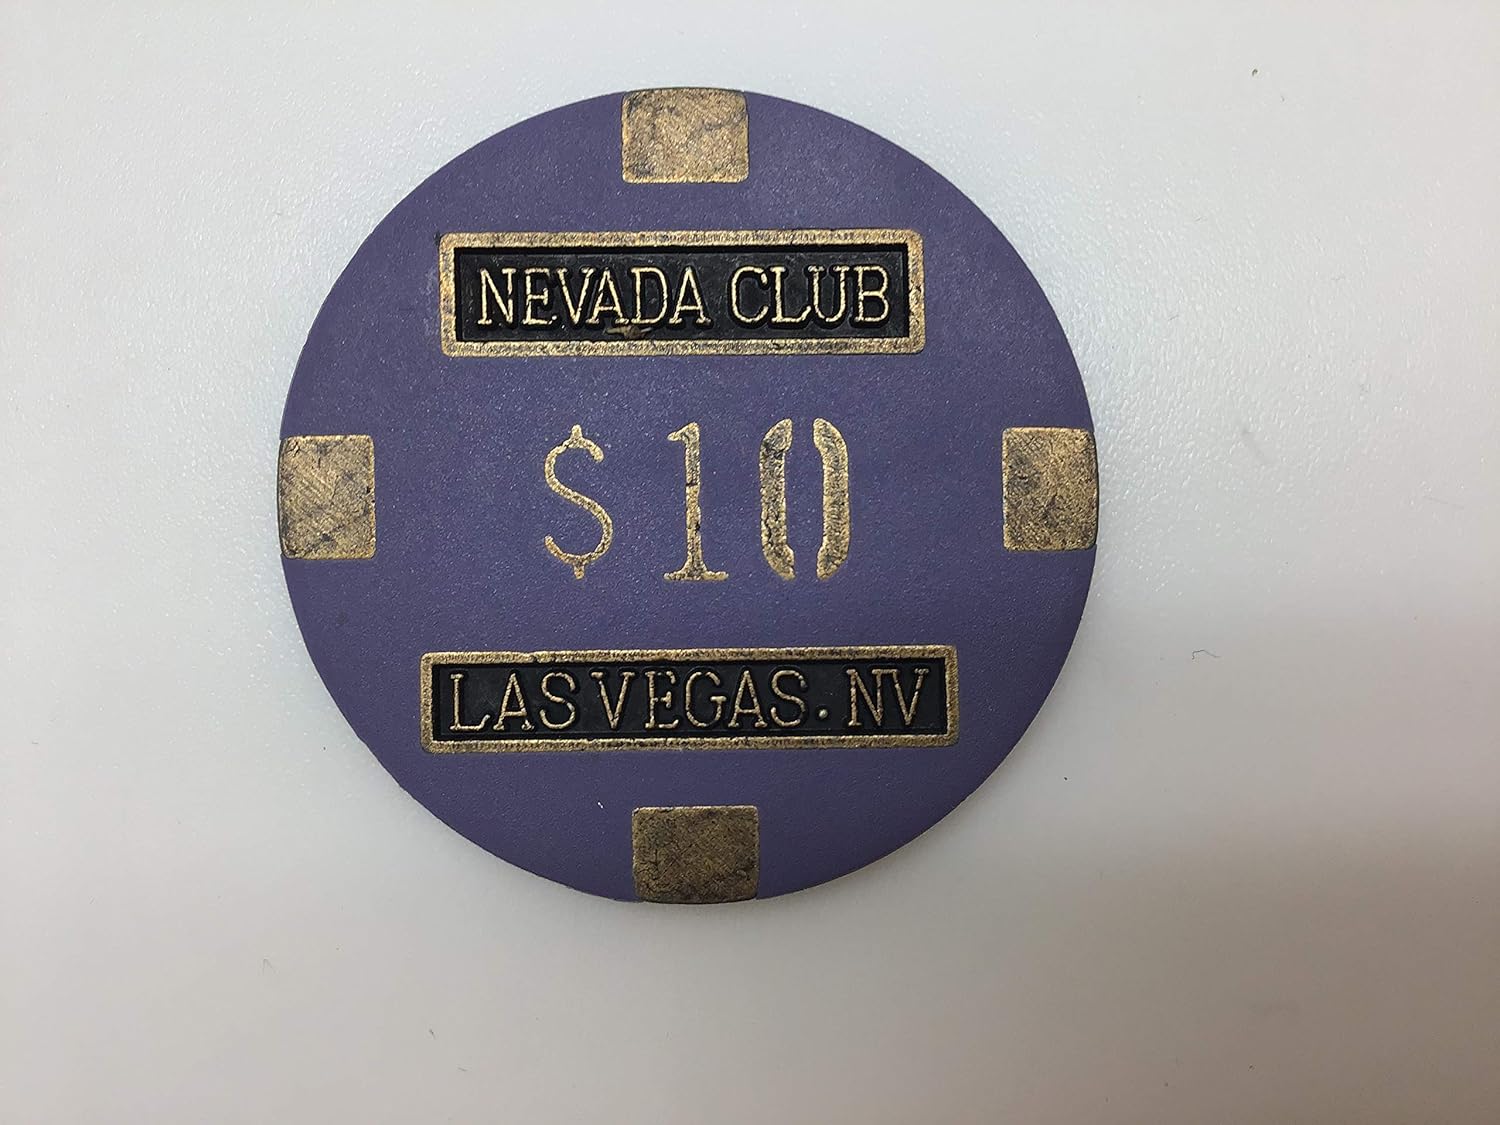 NEVADA CLUB
$10
LAS VEGAS. NV